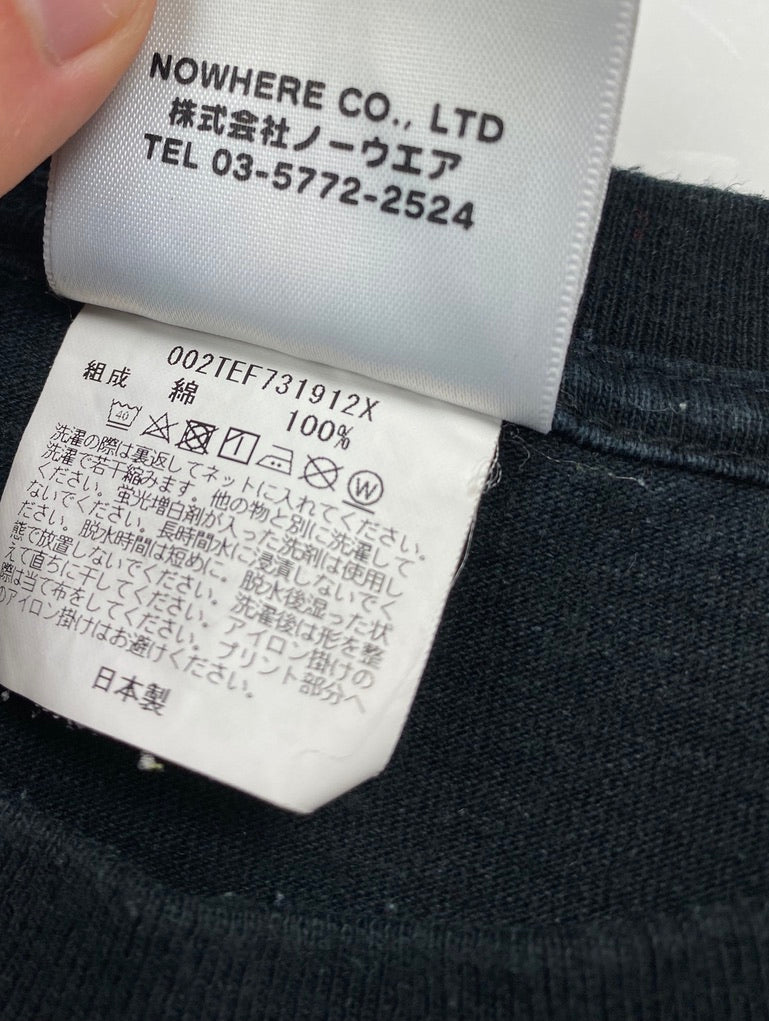 NOWHERE CO., LTD
株式会社ノーウエア
TEL 03-5772-2524
002TEF731912X
組成 綿 100%
40 W
洗濯の際は裏返してネットに入れてください。
洗濯で若干縮みます。他の物と別に洗濯して
ください。蛍光増白剤が入った洗剤は使用し
ないでください。長時間水に浸漬しないでく
ださい。脱水時間は短めに。脱水後湿った状
態で放置しないでください。洗濯後は形を整
えて直ちに干してください。アイロン掛けの
際は当て布をしてください。プリント部分へ
のアイロン掛けはお避けください。
日本製